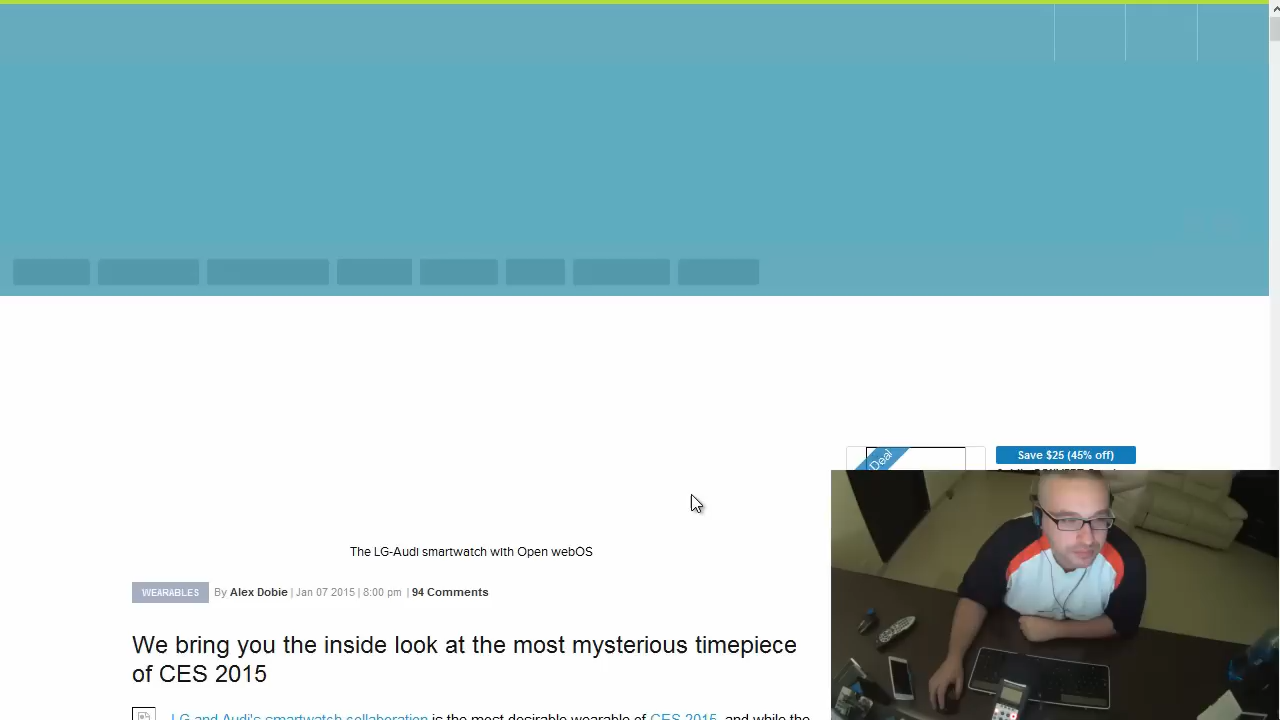 Deal
Save $25 (45% off)
The LG-Audi smartwatch with Open webOS
WEARABLES By Alex Dobie | Jan 07 2015 | 8:00 pm | 94 Comments
We bring you the inside look at the most mysterious timepiece
of CES 2015
LG and Audi's smartwatch collaboration is the most desirable wearable of CES 2015, and while the